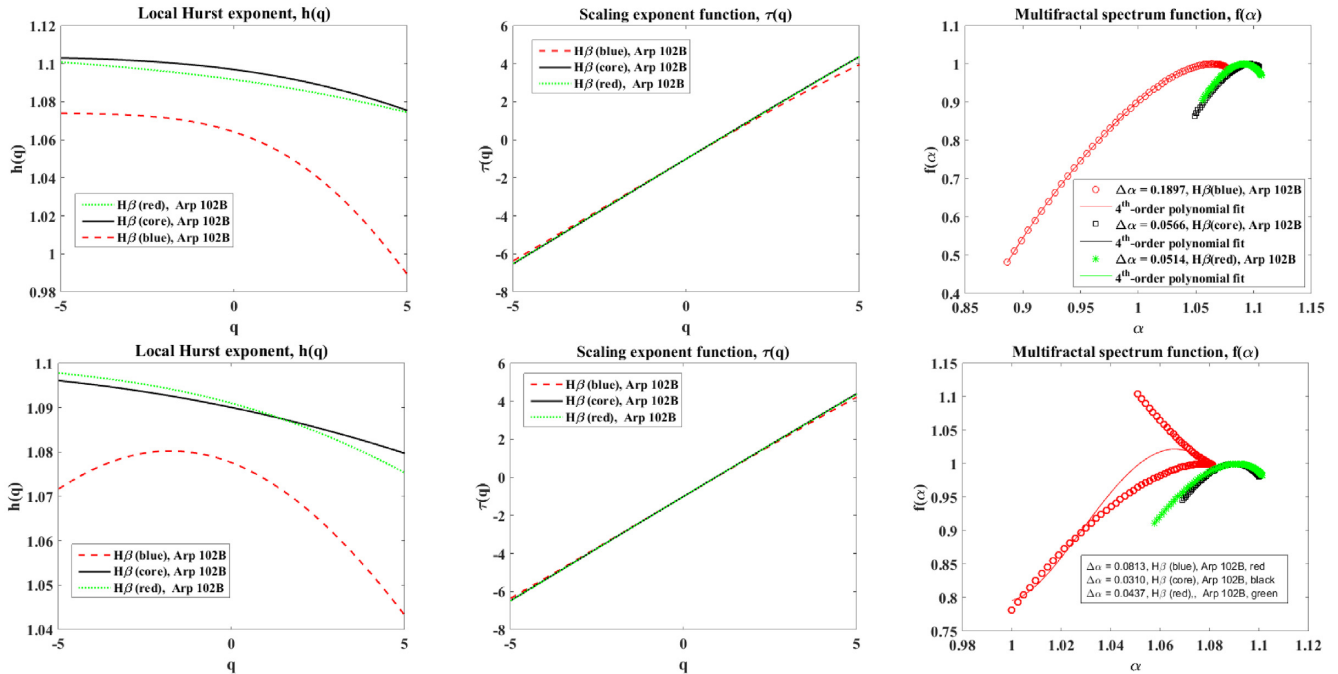 Local Hurst exponent, h(q)
1.12
1.1
1.08
1.06
1.04
1.02
1
0.98
h(q)
Hβ(red), Arp 102B
Hβ(core), Arp 102B
Hβ(blue), Arp 102B
-5
0
5
q
Scaling exponent function, τ(q)
6
4
2
0
-2
-4
-6
-8
τ(q)
Hβ(blue), Arp 102B
Hβ(core), Arp 102B
Hβ(red), Arp 102B
-5
0
5
q
Multifractal spectrum function, f(α)
1.1
1
0.9
0.8
0.7
0.6
0.5
0.4
f(α)
Δα = 0.1897, Hβ(blue), Arp 102B
4th-order polynomial fit
Δα = 0.0566, Hβ(core), Arp 102B
4th-order polynomial fit
Δα = 0.0514, Hβ(red), Arp 102B
4th-order polynomial fit
0.85
0.9
0.95
1
1.05
1.1
1.15
α
Local Hurst exponent, h(q)
1.1
1.09
1.08
1.07
1.06
1.05
1.04
h(q)
Hβ(blue), Arp 102B
Hβ(core), Arp 102B
Hβ(red), Arp 102B
-5
0
5
q
Scaling exponent function, τ(q)
6
4
2
0
-2
-4
-6
-8
τ(q)
Hβ(blue), Arp 102B
Hβ(core), Arp 102B
Hβ(red), Arp 102B
-5
0
5
q
Multifractal spectrum function, f(α)
1.15
1.1
1.05
1
0.95
0.9
0.85
0.8
0.75
f(α)
Δα = 0.0813, Hβ (blue), Arp 102B, red
Δα = 0.0310, Hβ (core), Arp 102B, black
Δα = 0.0437, Hβ (red),, Arp 102B, green
0.98
1
1.02
1.04
1.06
1.08
1.1
1.12
α